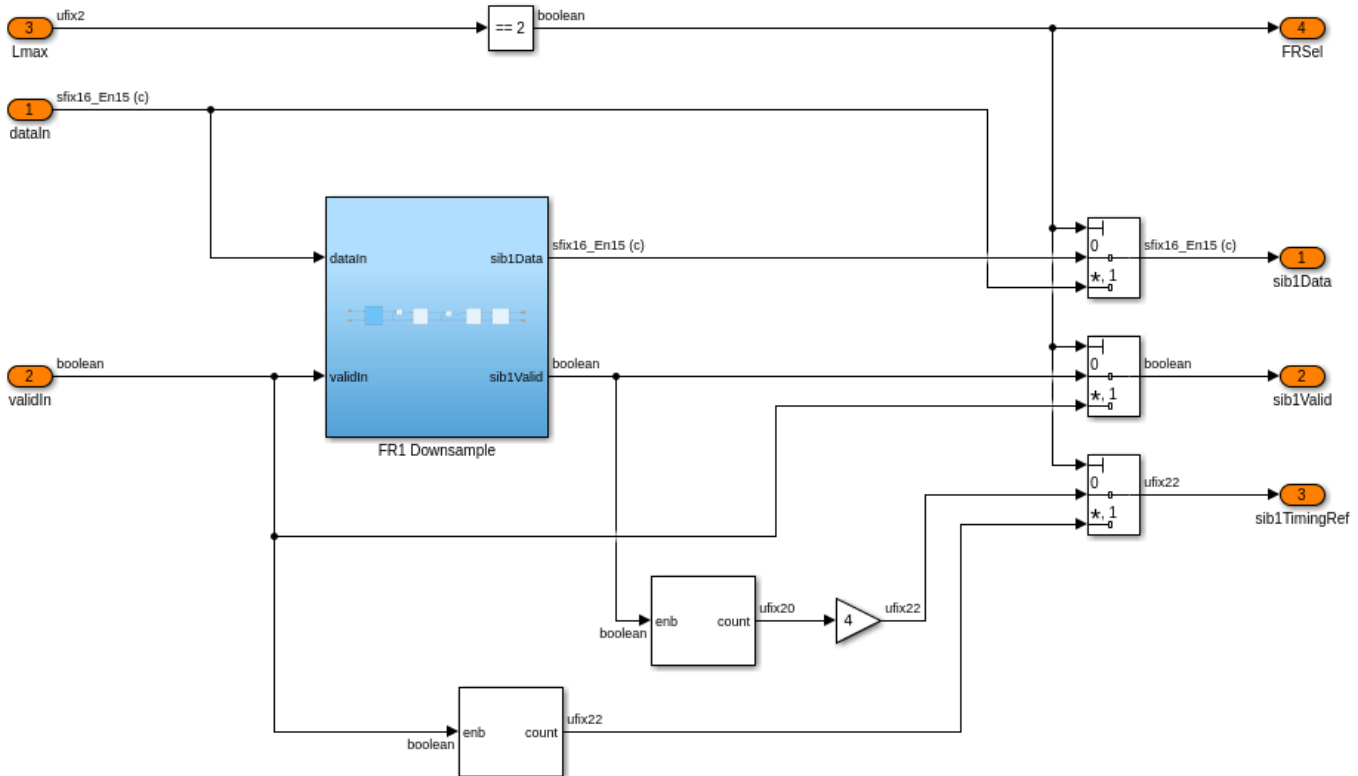 ufix2
boolean
3
== 2
4
Lmax
FRSel
sfix16_En15 (c)
1
dataIn
sfix16_En15 (c)
0
sfix16_En15 (c)
dataIn
sib1Data
1
*, 1
sib1Data
boolean
boolean
0
boolean
2
validIn
sib1Valid
2
validIn
*, 1
sib1Valid
FR1 Downsample
0
ufix22
3
*, 1
sib1TimingRef
ufix20
ufix22
enb
count
4
boolean
ufix22
enb
count
boolean